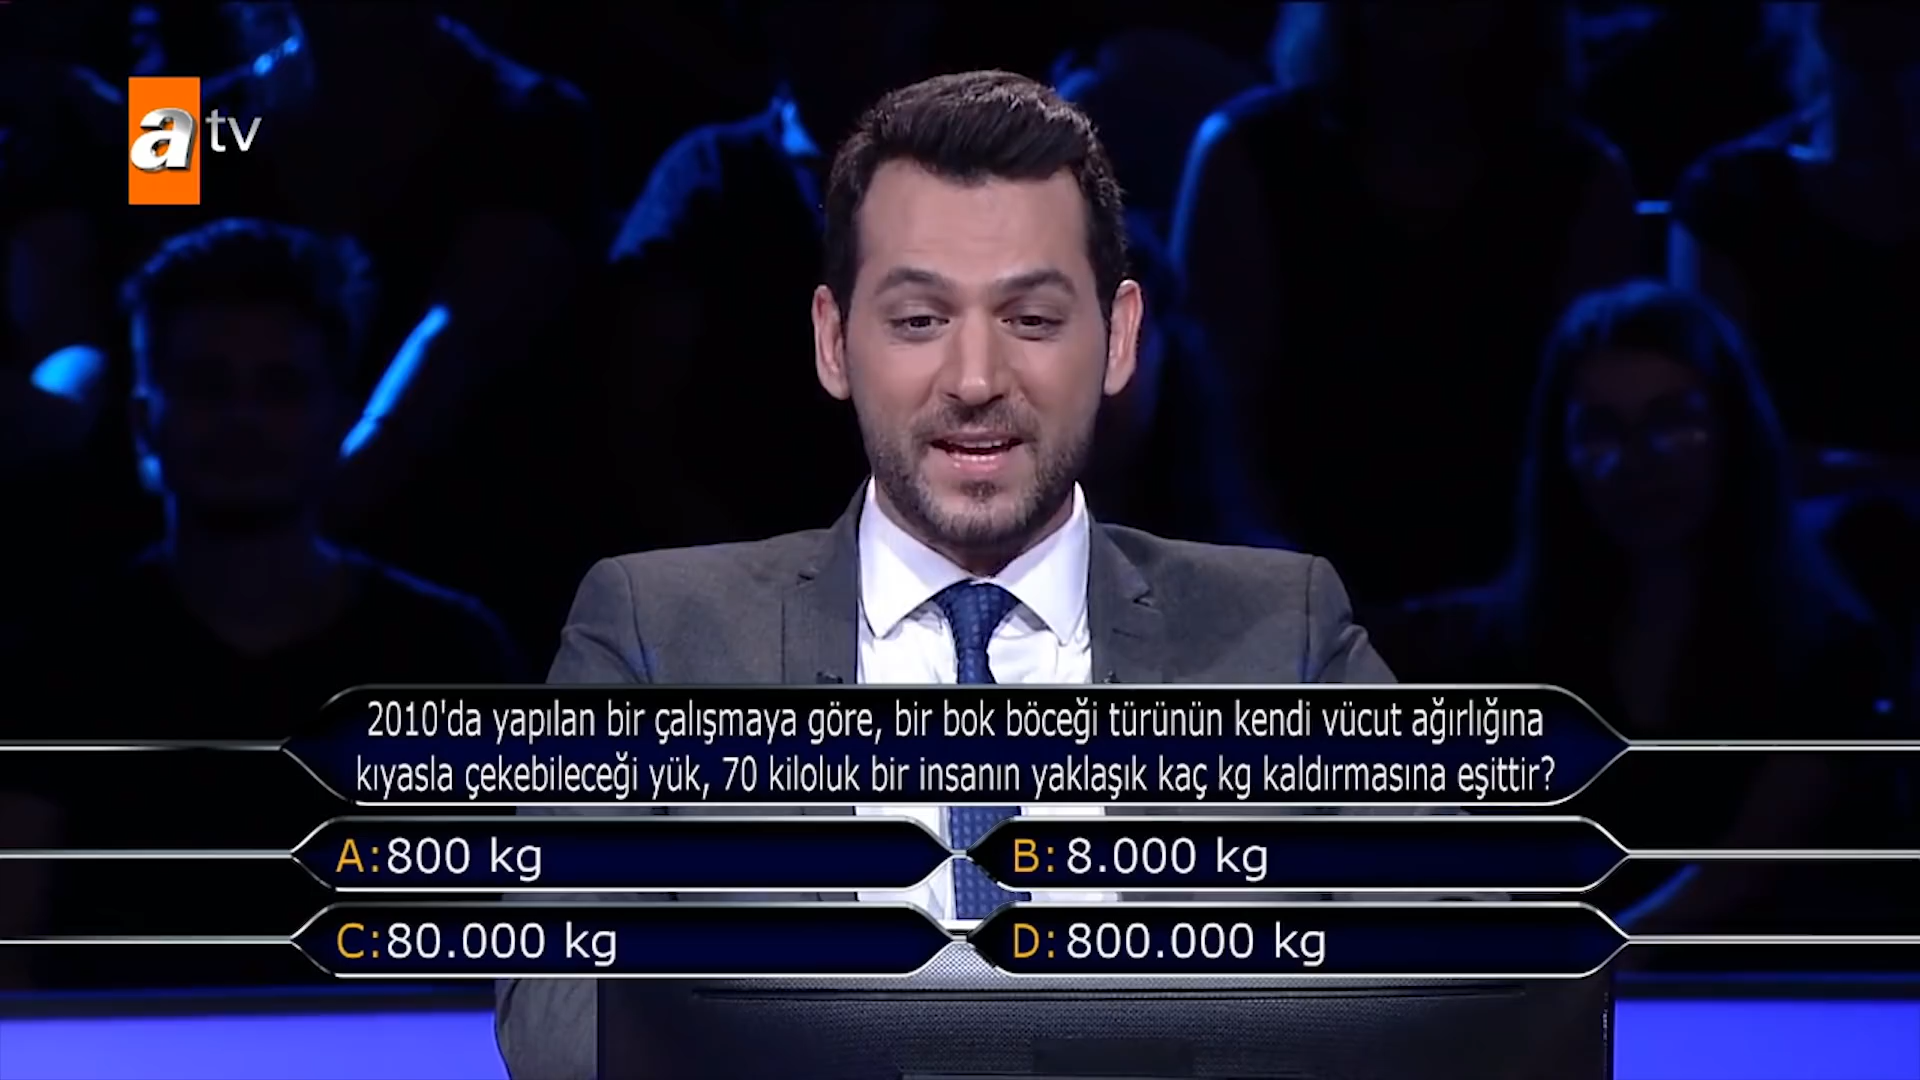 atv
2010'da yapılan bir çalışmaya göre, bir bok böceği türünün kendi vücut ağırlığına
kıyasla çekebileceği yük, 70 kiloluk bir insanın yaklaşık kaç kg kaldırmasına eşittir?
A: 800 kg
B: 8.000 kg
C: 80.000 kg
D: 800.000 kg